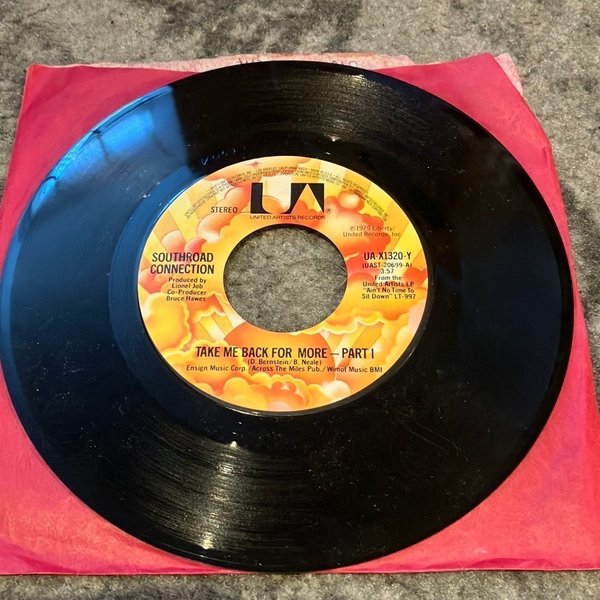 UA
STEREO
UNITED ARTISTS RECORDS
℗1979 Liberty/
United Records, Inc.
SOUTHROAD
CONNECTION
Produced by
Lionel Job
Co-Producer
Bruce Hawes
UA X1320-Y
(UAST-20699-A)
3:57
From the
United Artists LP
"Ain't No Time To
Sit Down" LT-997
TAKE ME BACK FOR MORE — PART I
(D. Bernstein/B. Neale)
Ensign Music Corp./Across The Miles Pub./Wimot Music BMI